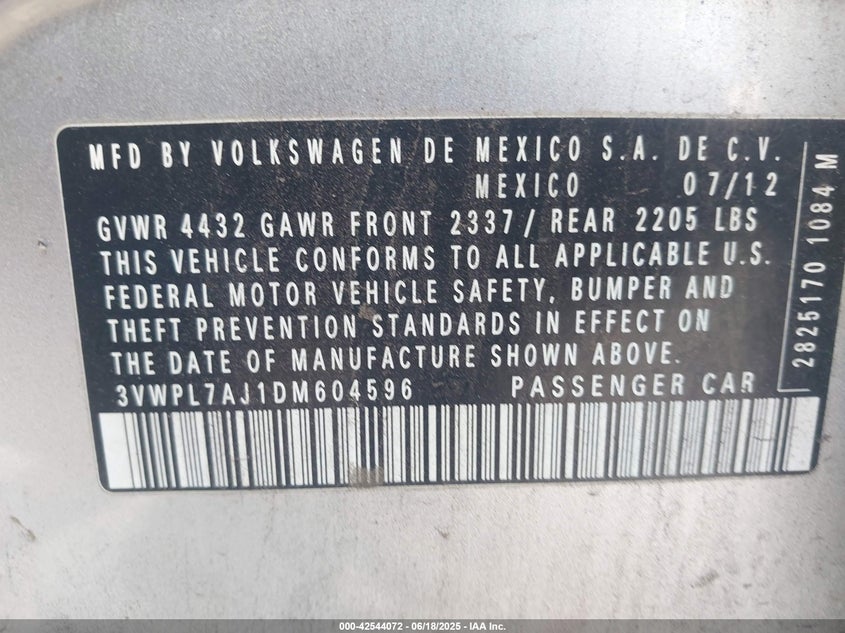 MFD BY VOLKSWAGEN DE MEXICO S.A. DE C.V.
MEXICO 07/12
GVWR 4432 GAWR FRONT 2337/ REAR 2205 LBS
THIS VEHICLE CONFORMS TO ALL APPLICABLE U.S.
FEDERAL MOTOR VEHICLE SAFETY, BUMPER AND
THEFT PREVENTION STANDARDS IN EFFECT ON
THE DATE OF MANUFACTURE SHOWN ABOVE.
3VWPL7AJ1DM604596 PASSENGER CAR
2825170 1084 M
000-42544072 - 06/18/2025 - IAA Inc.